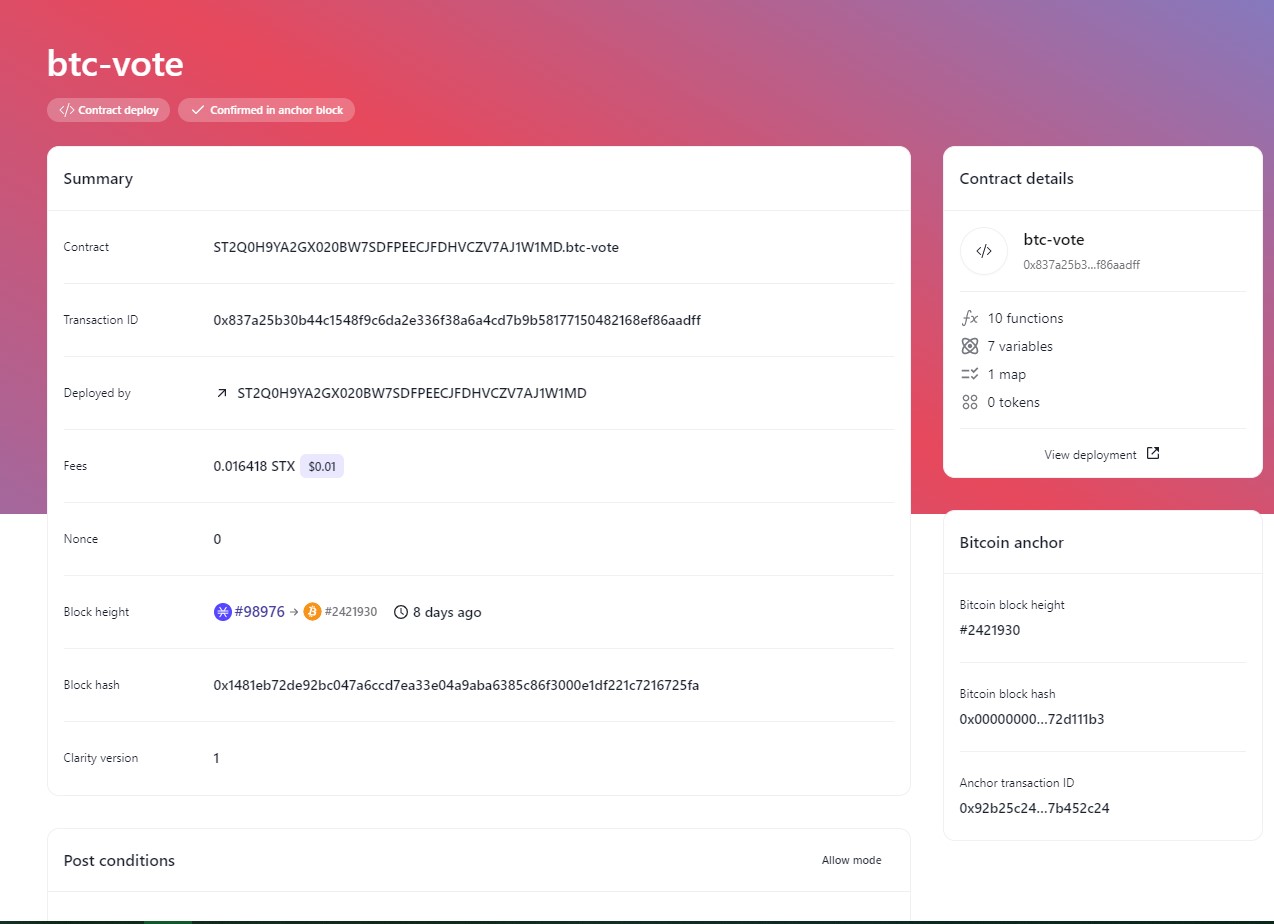 btc-vote
Contract deploy
Confirmed in anchor block
Summary
Contract
ST2Q0H9YA2GX020BW7SDFPEECJFDHVCZV7AJ1W1MD.btc-vote
Transaction ID
0x837a25b30b44c1548f9c6da2e336f38a6a4cd7b9b58177150482168ef86aadff
Deployed by
ST2Q0H9YA2GX020BW7SDFPEECJFDHVCZV7AJ1W1MD
Fees
0.016418 STX $0.01
Nonce
0
Block height
#98976 → #2421930 8 days ago
Block hash
0x1481eb72de92bc047a6ccd7ea33e04a9aba6385c86f3000e1df221c7216725fa
Clarity version
1
Post conditions
Allow mode
Contract details
btc-vote
0x837a25b3...f86aadff
10 functions
7 variables
1 map
0 tokens
View deployment
Bitcoin anchor
Bitcoin block height
#2421930
Bitcoin block hash
0x00000000...72d111b3
Anchor transaction ID
0x92b25c24...7b452c24